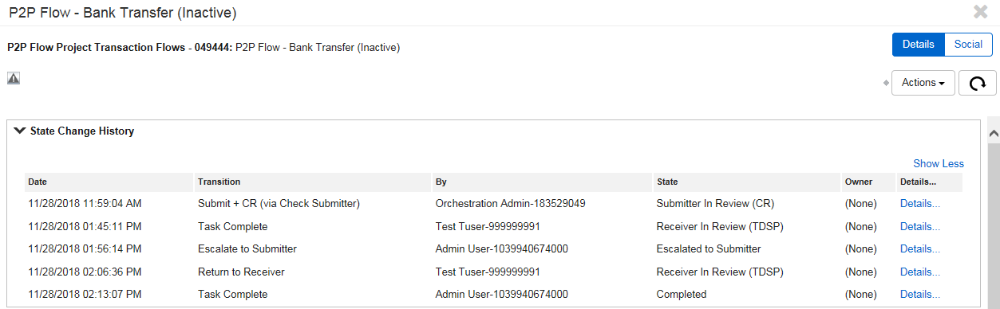 P2P Flow - Bank Transfer (Inactive)
P2P Flow Project Transaction Flows - 049444: P2P Flow - Bank Transfer (Inactive)
Details Social
Actions
State Change History
Show Less
Date Transition By State Owner Details...
11/28/2018 11:59:04 AM Submit + CR (via Check Submitter) Orchestration Admin-183529049 Submitter In Review (CR) (None) Details...
11/28/2018 01:45:11 PM Task Complete Test Tuser-999999991 Receiver In Review (TDSP) (None) Details...
11/28/2018 01:56:14 PM Escalate to Submitter Admin User-1039940674000 Escalated to Submitter (None) Details...
11/28/2018 02:06:36 PM Return to Receiver Test Tuser-999999991 Receiver In Review (TDSP) (None) Details...
11/28/2018 02:13:07 PM Task Complete Admin User-1039940674000 Completed (None) Details...